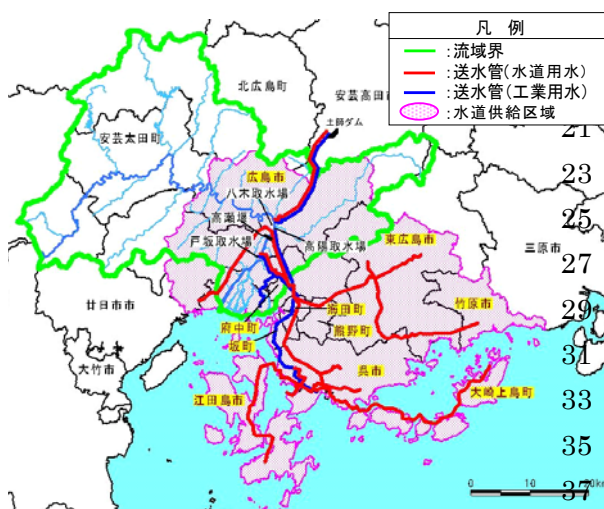 凡 例
:流域界
:送水管(水道用水)
:送水管(工業用水)
:水道供給区域
北広島町
安芸高田市
21
土師ダム
安芸太田町
23
広島市
八木取水場
高瀬堰
25
戸坂取水場
高陽取水場
東広島市
三原市
27
廿日市市
竹原市
海田町
29
府中町
熊野町
坂町
31
大竹市
呉市
江田島市
大崎上島町
33
35
0 10 20km
37